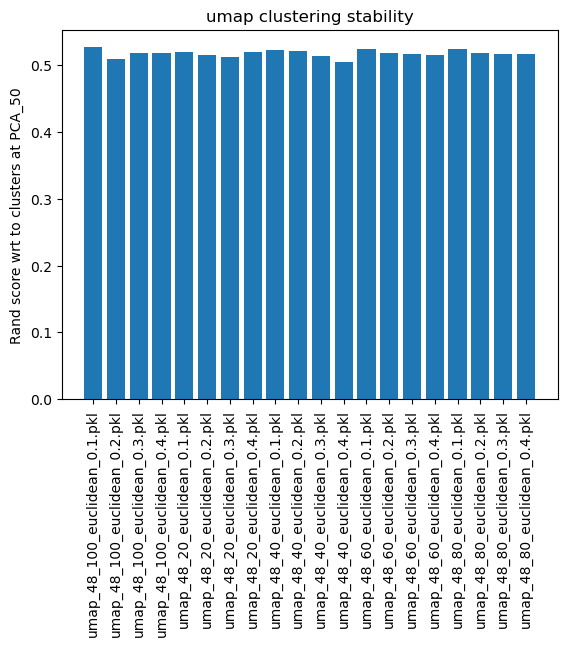 umap clustering stability
Rand score wrt to clusters at PCA_50
0.5
0.4
0.3
0.2
0.1
0.0
umap_48_100_euclidean_0.1.pkl
umap_48_100_euclidean_0.2.pkl
umap_48_100_euclidean_0.3.pkl
umap_48_100_euclidean_0.4.pkl
umap_48_20_euclidean_0.1.pkl
umap_48_20_euclidean_0.2.pkl
umap_48_20_euclidean_0.3.pkl
umap_48_20_euclidean_0.4.pkl
umap_48_40_euclidean_0.1.pkl
umap_48_40_euclidean_0.2.pkl
umap_48_40_euclidean_0.3.pkl
umap_48_40_euclidean_0.4.pkl
umap_48_60_euclidean_0.1.pkl
umap_48_60_euclidean_0.2.pkl
umap_48_60_euclidean_0.3.pkl
umap_48_60_euclidean_0.4.pkl
umap_48_80_euclidean_0.1.pkl
umap_48_80_euclidean_0.2.pkl
umap_48_80_euclidean_0.3.pkl
umap_48_80_euclidean_0.4.pkl